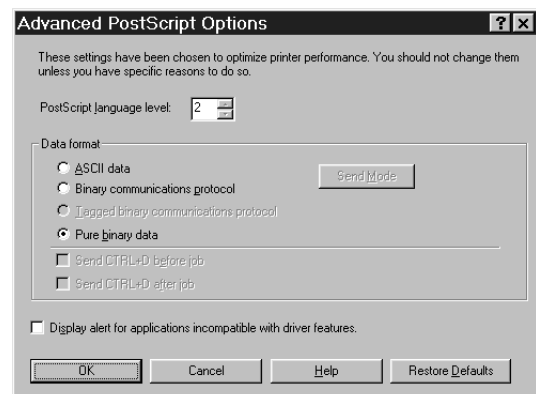 Advanced PostScript Options
These settings have been chosen to optimize printer performance. You should not change them
unless you have specific reasons to do so.
PostScript language level: 2
Data format
ASCII data
Send Mode
Binary communications protocol
Tagged binary communications protocol
Pure binary data
Send CTRL+D before job
Send CTRL+D after job
Display alert for applications incompatible with driver features.
OK Cancel Help Restore Defaults